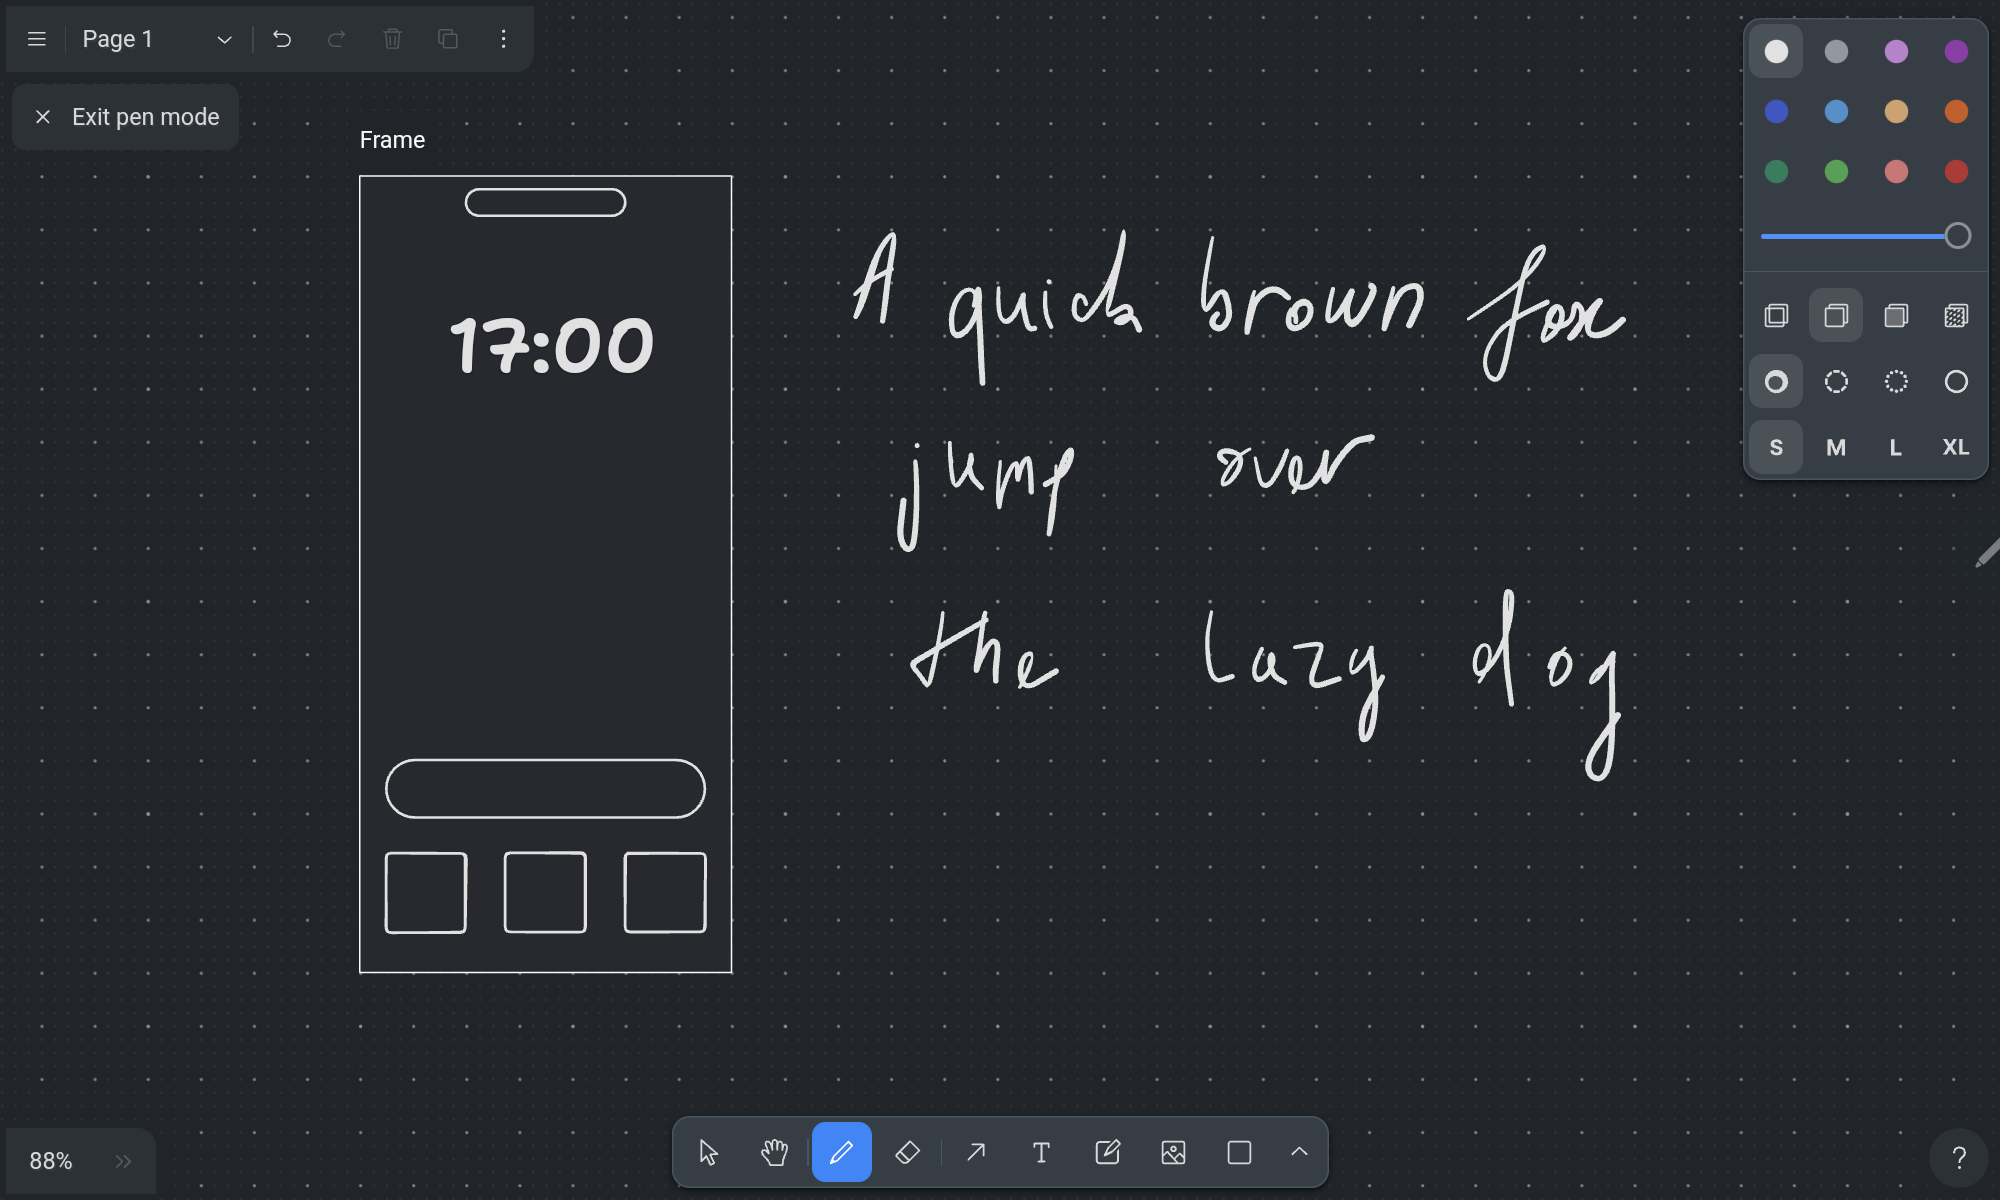 Page 1
Exit pen mode
Frame
17:00
A quick brown fox
jump over
the lazy dog
S M L XL
88%